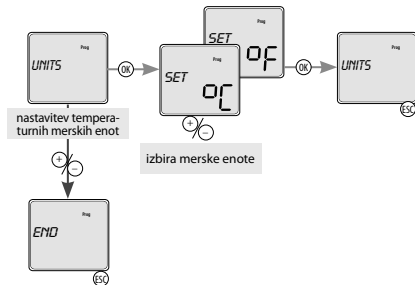 Prog
SET
°F
Prog
UNITS
OK
Prog
SET
°C
OK
Prog
UNITS
ESC
nastavitev tempera-
turnih merskih enot
+/−
izbira merske enote
+/−
Prog
END
ESC